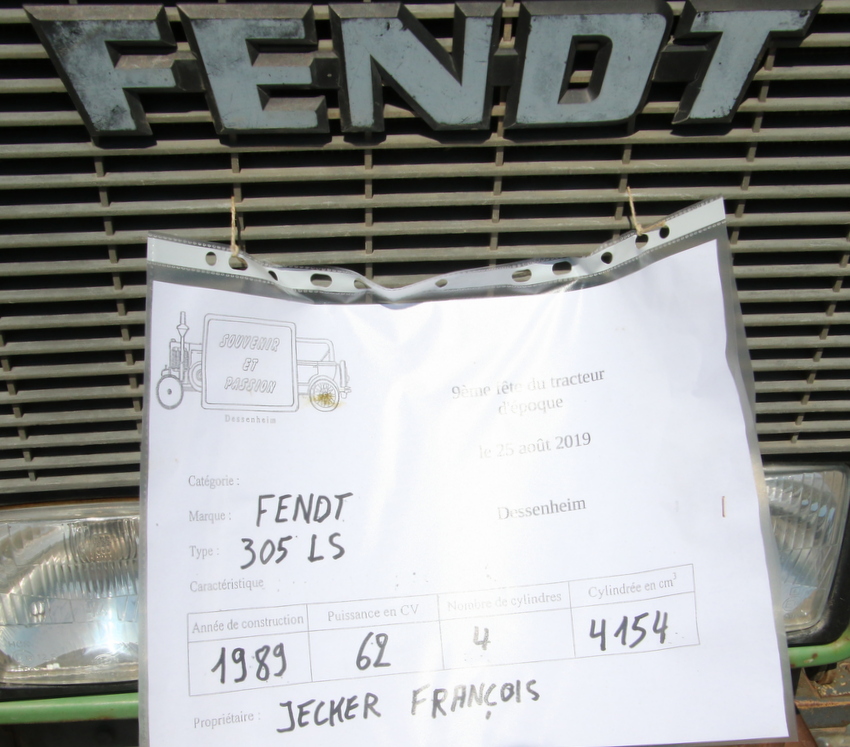 FENDT
SOUVENIR
ET
PASSION
Dessenheim
9ème fête du tracteur
d'époque
le 25 août 2019
Dessenheim
Catégorie :
Marque : FENDT
Type : 305 LS
Caractéristique
Année de construction Puissance en CV Nombre de cylindres Cylindrée en cm³
1989 62 4 4154
Propriétaire : JECKER FRANÇOIS